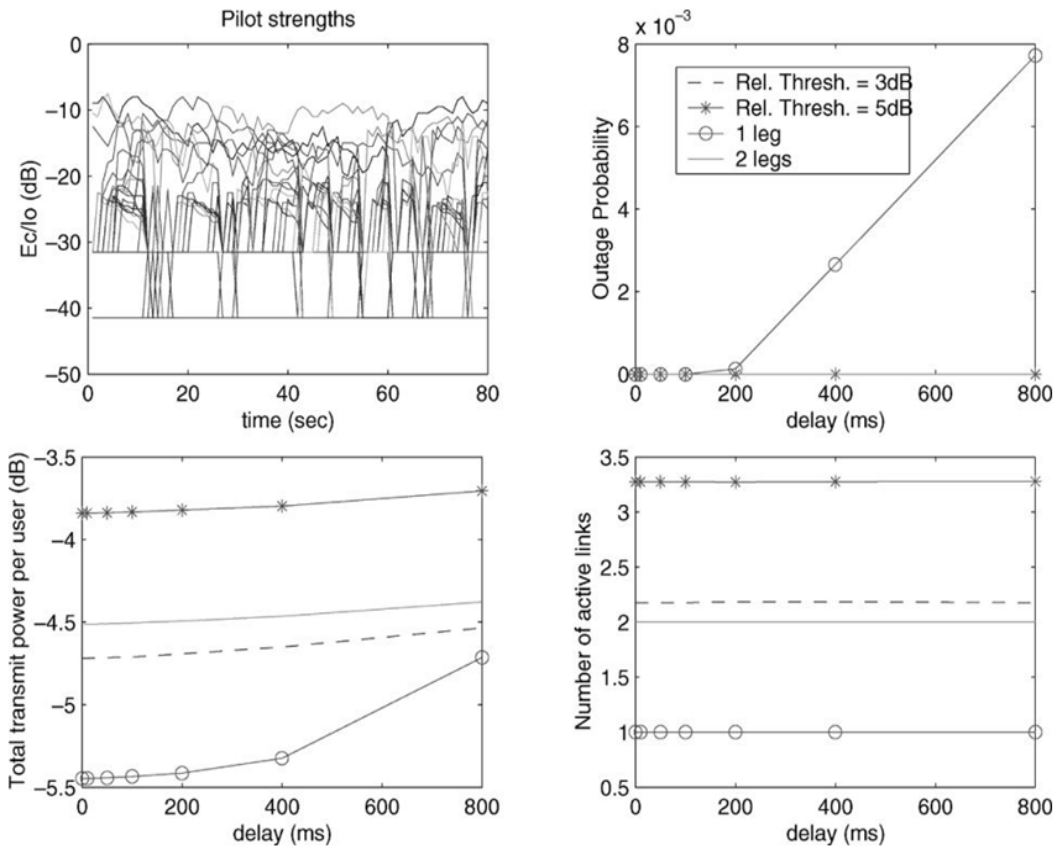 Pilot strengths
0
−10
−20
−30
−40
−50
Ec/Io (dB)
0 20 40 60 80
time (sec)
x 10⁻³
8
6
4
2
0
Outage Probability
Rel. Thresh. = 3dB
Rel. Thresh. = 5dB
1 leg
2 legs
0 200 400 600 800
delay (ms)
−3.5
−4
−4.5
−5
−5.5
Total transmit power per user (dB)
0 200 400 600 800
delay (ms)
3.5
3
2.5
2
1.5
1
0.5
Number of active links
0 200 400 600 800
delay (ms)